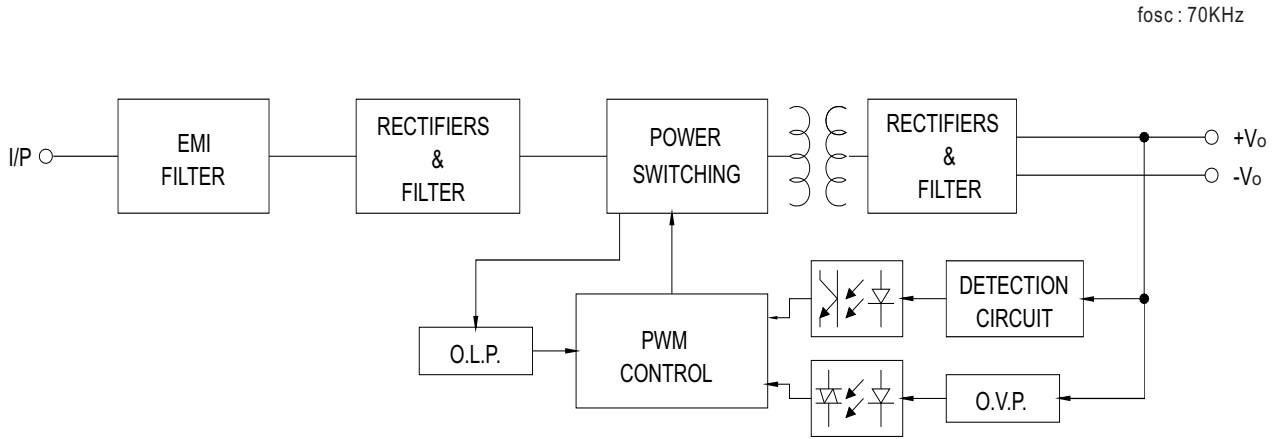 fosc : 70KHz
I/P
EMI
FILTER
RECTIFIERS
&
FILTER
POWER
SWITCHING
RECTIFIERS
&
FILTER
+Vo
-Vo
O.L.P.
PWM
CONTROL
DETECTION
CIRCUIT
O.V.P.